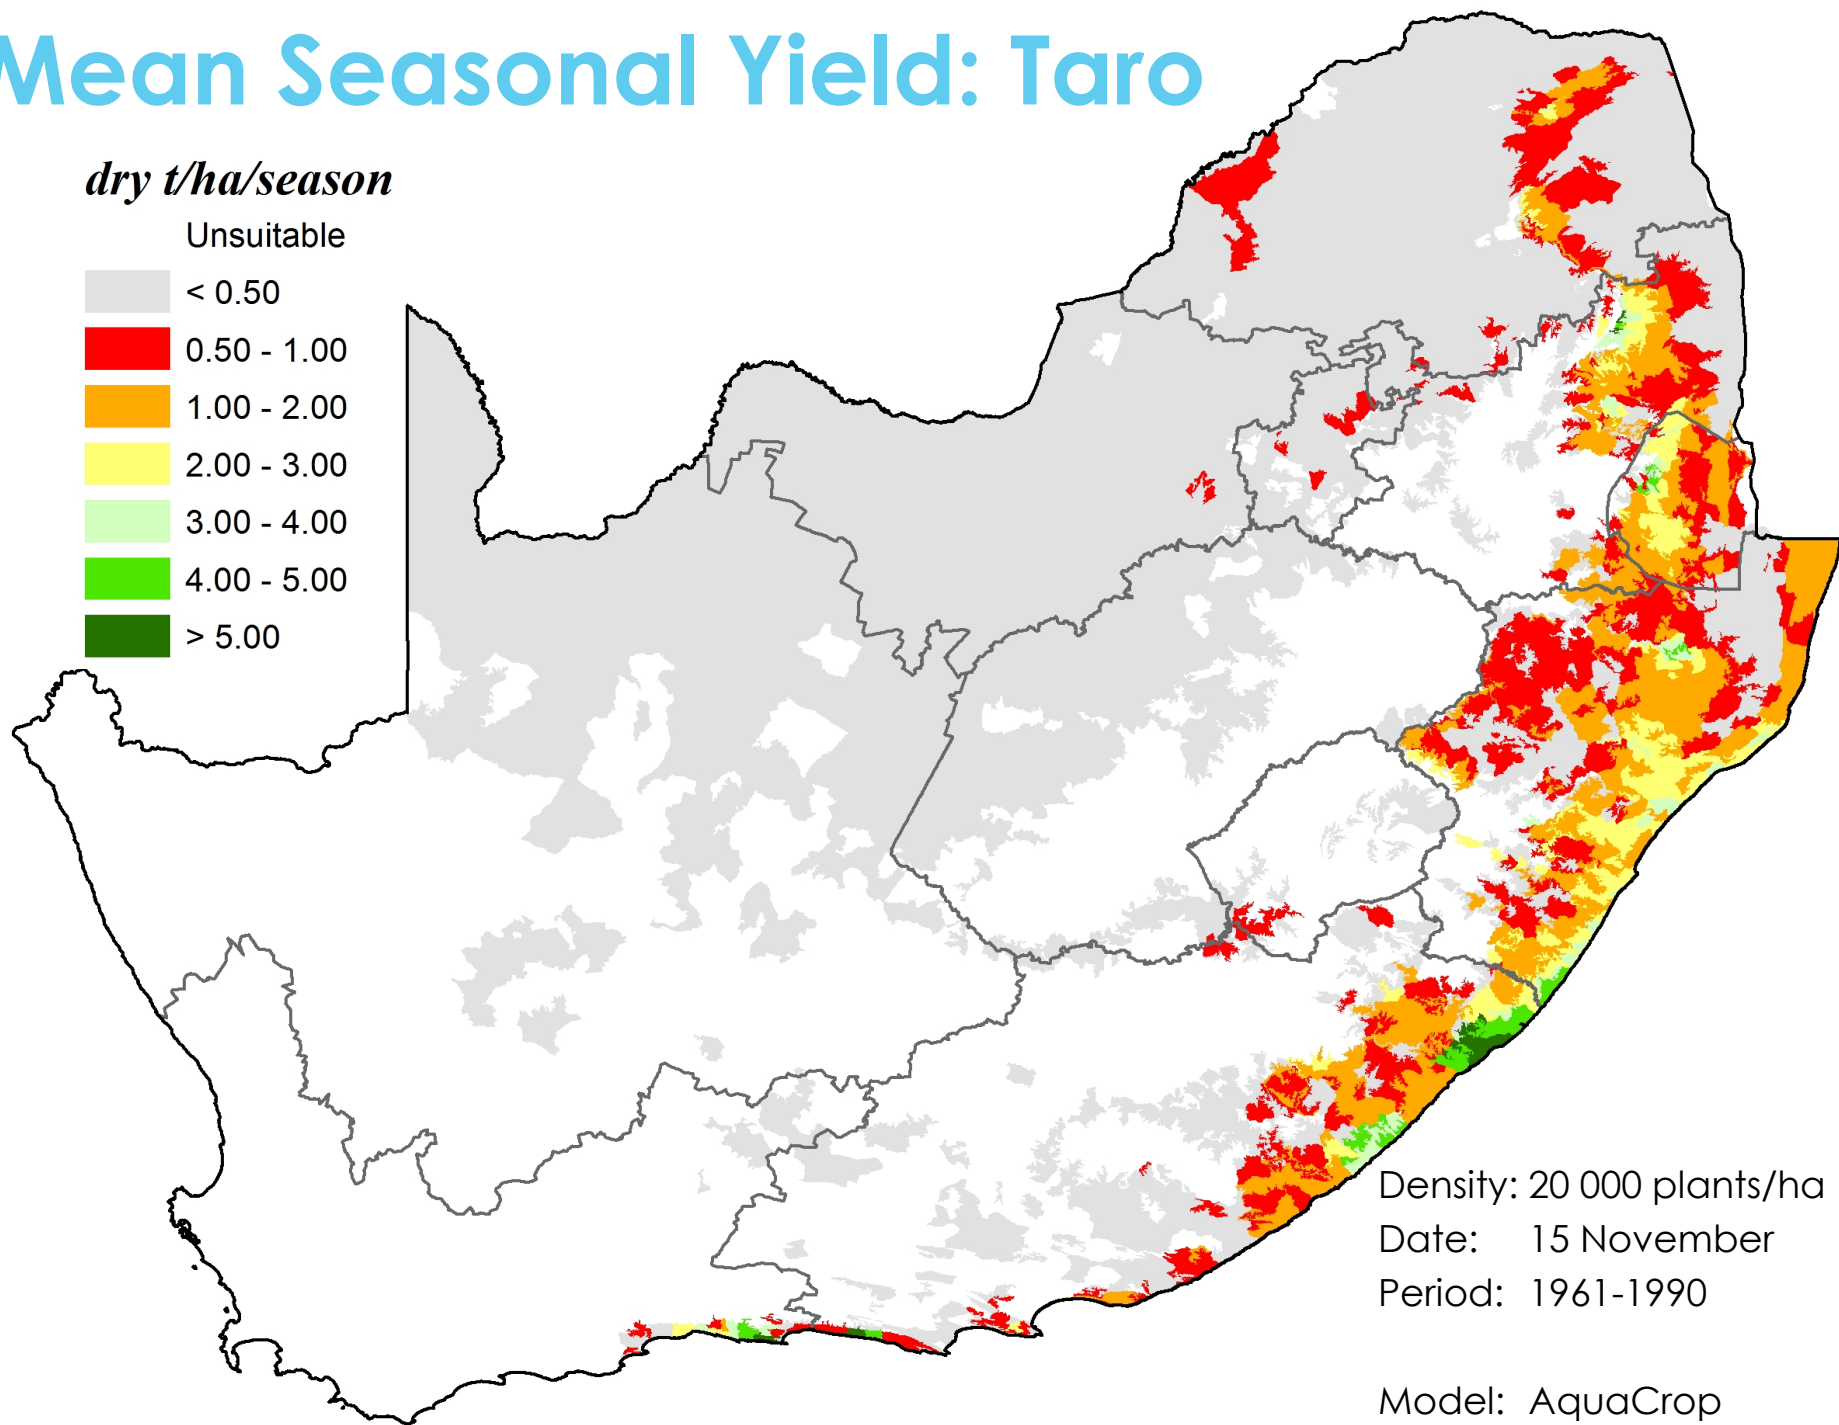 Mean Seasonal Yield: Taro
dry t/ha/season
Unsuitable
< 0.50
0.50 - 1.00
1.00 - 2.00
2.00 - 3.00
3.00 - 4.00
4.00 - 5.00
> 5.00
Density: 20 000 plants/ha
Date: 15 November
Period: 1961-1990
Model: AquaCrop